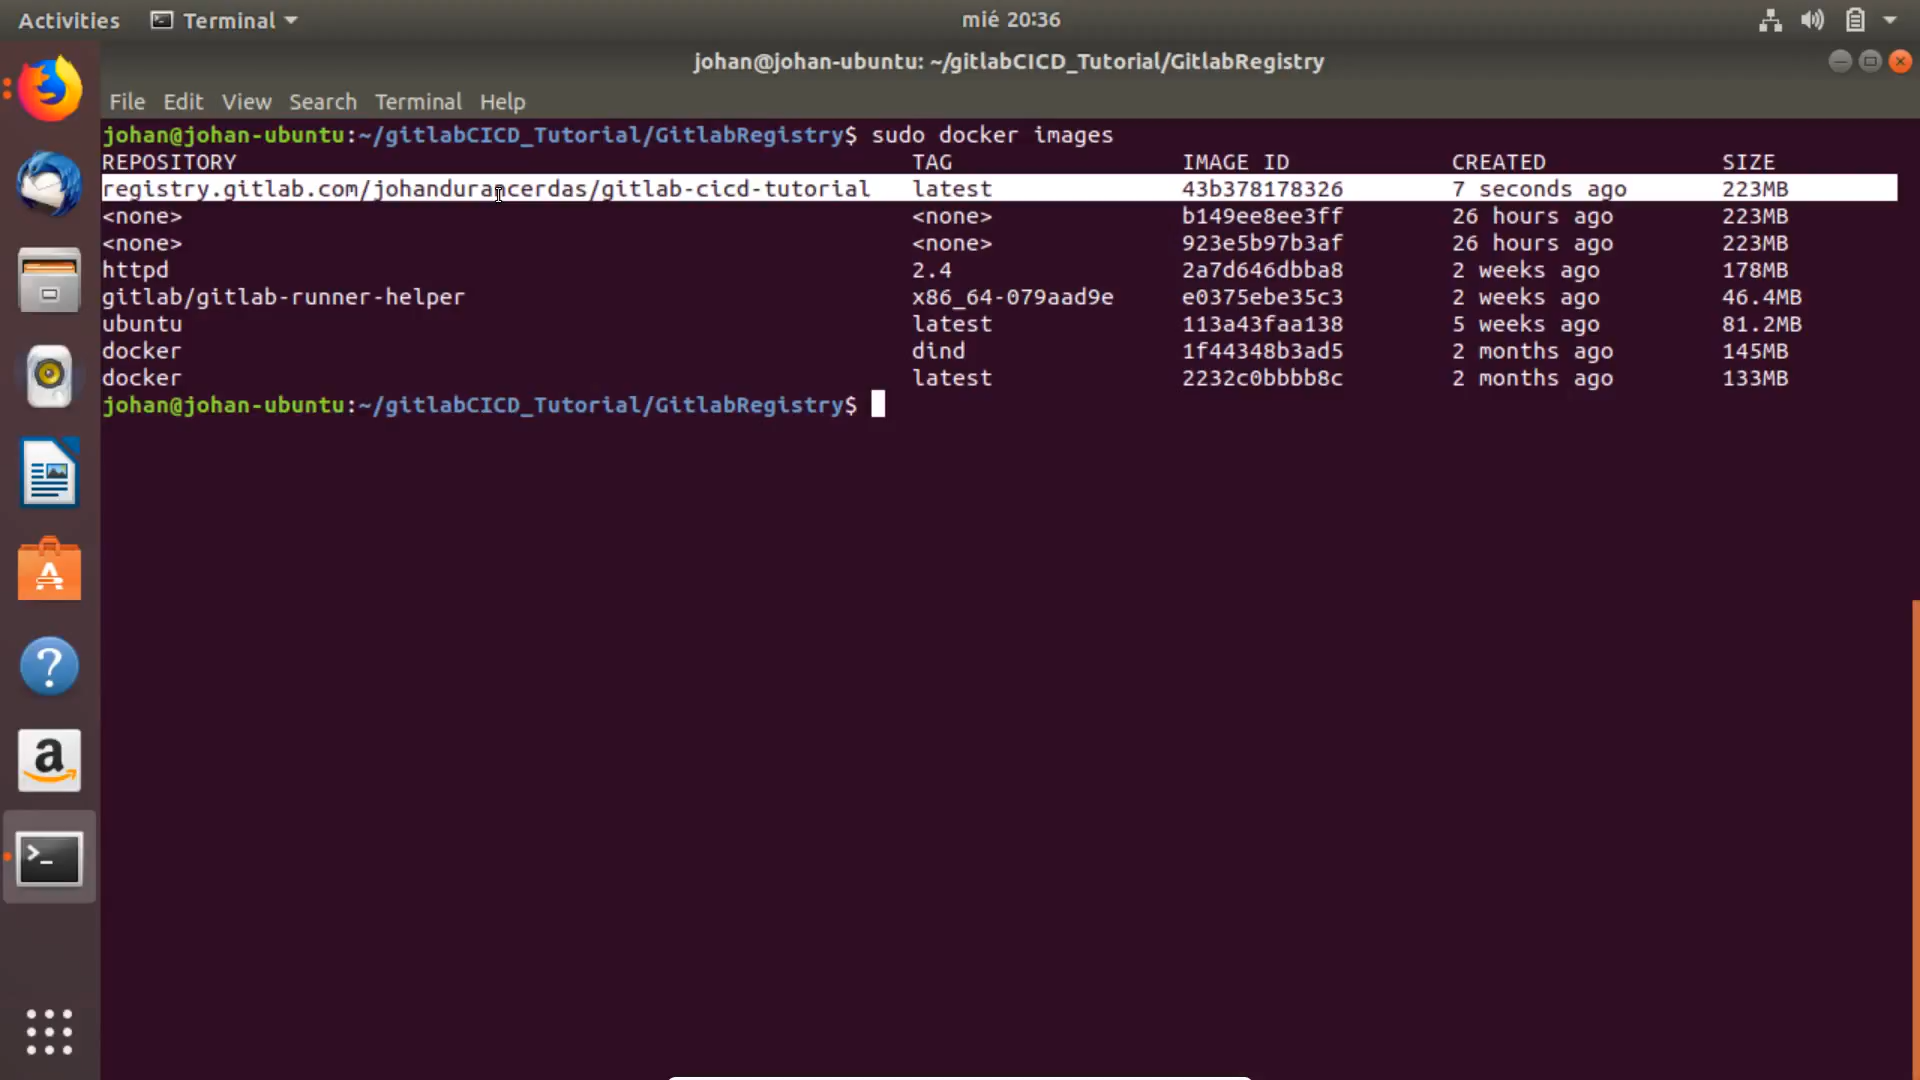 Activities Terminal mié 20:36
johan@johan-ubuntu: ~/gitlabCICD_Tutorial/GitlabRegistry
File Edit View Search Terminal Help
johan@johan-ubuntu:~/gitlabCICD_Tutorial/GitlabRegistry$ sudo docker images
REPOSITORY TAG IMAGE ID CREATED SIZE
registry.gitlab.com/johandurancerdas/gitlab-cicd-tutorial latest 43b378178326 7 seconds ago 223MB
<none> <none> b149ee8ee3ff 26 hours ago 223MB
<none> <none> 923e5b97b3af 26 hours ago 223MB
httpd 2.4 2a7d646dbba8 2 weeks ago 178MB
gitlab/gitlab-runner-helper x86_64-079aad9e e0375ebe35c3 2 weeks ago 46.4MB
ubuntu latest 113a43faa138 5 weeks ago 81.2MB
docker dind 1f44348b3ad5 2 months ago 145MB
docker latest 2232c0bbbb8c 2 months ago 133MB
johan@johan-ubuntu:~/gitlabCICD_Tutorial/GitlabRegistry$